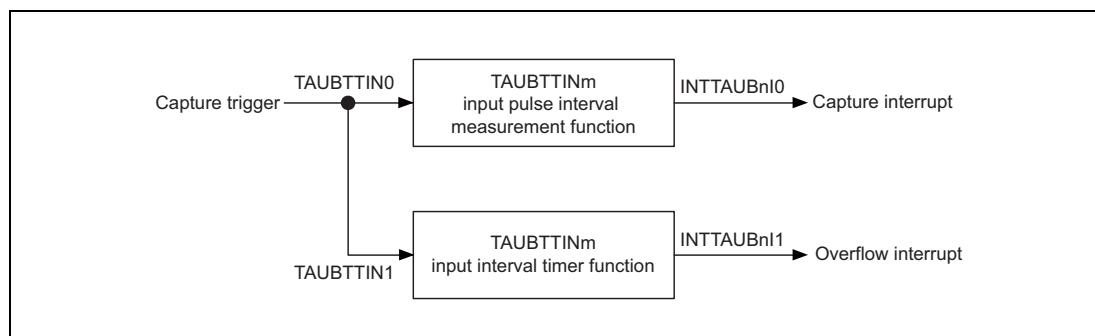 TAUBTTIN0
Capture trigger
TAUBTTINm
input pulse interval
measurement function
INTTAUBnI0
Capture interrupt
TAUBTTIN1
TAUBTTINm
input interval timer function
INTTAUBnI1
Overflow interrupt